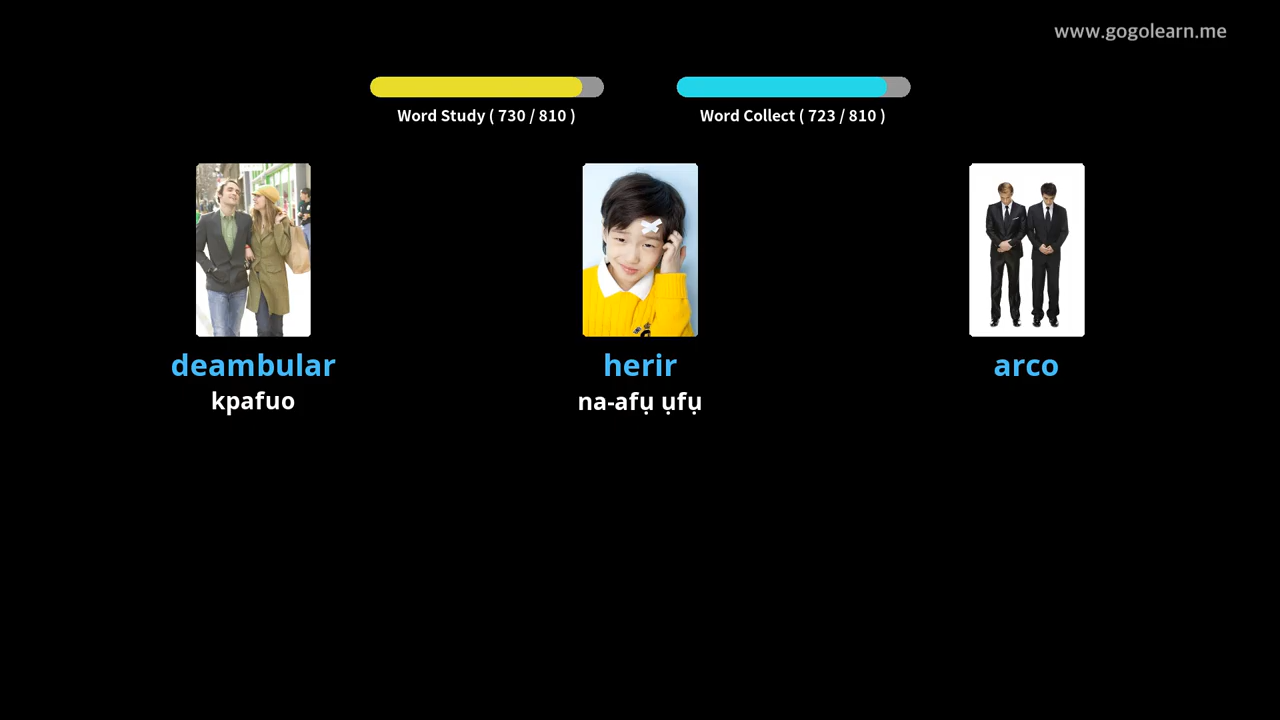 www.gogolearn.me
Word Study ( 730 / 810 )
Word Collect ( 723 / 810 )
deambular
kpafuo
herir
na-afụ ụfụ
arco